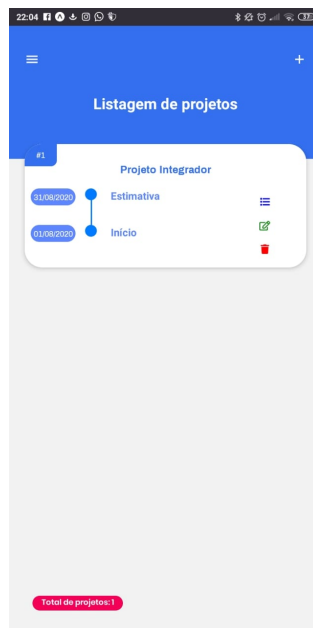 22:04
33
Listagem de projetos
#1
Projeto Integrador
31/08/2020 Estimativa
01/08/2020 Início
Total de projetos: 1